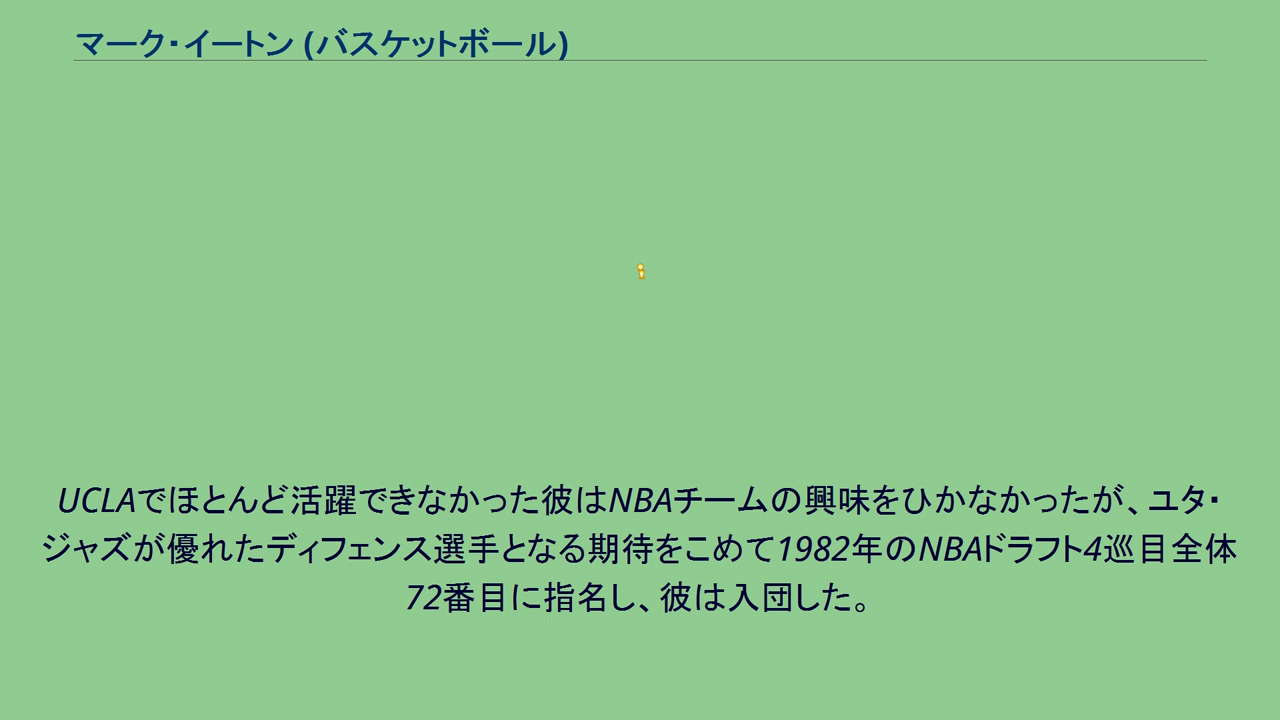 マーク・イートン (バスケットボール)
UCLAでほとんど活躍できなかった彼はNBAチームの興味をひかなかったが、ユタ・
ジャズが優れたディフェンス選手となる期待をこめて1982年のNBAドラフト4巡目全体
72番目に指名し、彼は入団した。